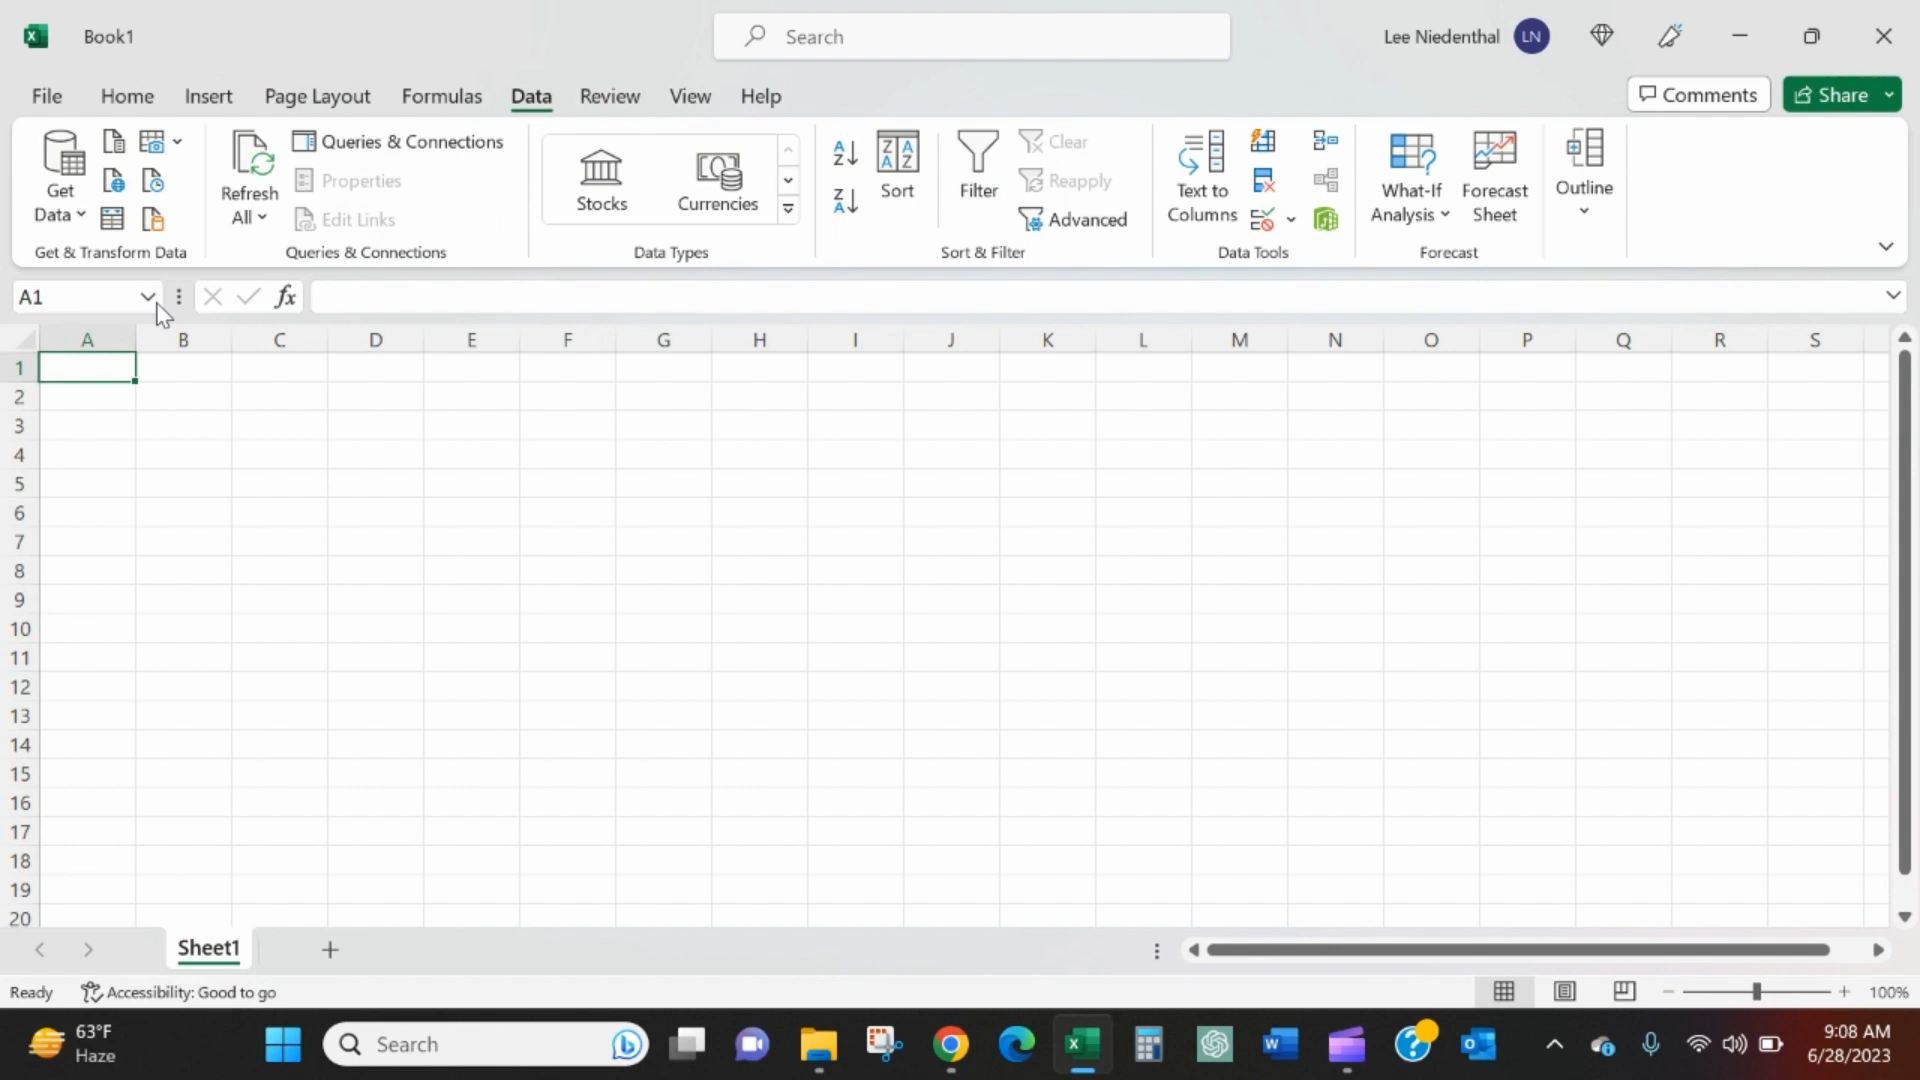 Book1
Search
Lee Niedenthal
LN
File
Home
Insert
Page Layout
Formulas
Data
Review
View
Help
Comments
Share
Get
Data
Get & Transform Data
Refresh
All
Queries & Connections
Properties
Edit Links
Queries & Connections
Stocks
Currencies
Data Types
Sort
Filter
Clear
Reapply
Advanced
Sort & Filter
Text to
Columns
Data Tools
What-If
Analysis
Forecast
Sheet
Forecast
Outline
A1
fx
A B C D E F G H I J K L M N O P Q R S
1
2
3
4
5
6
7
8
9
10
11
12
13
14
15
16
17
18
19
20
Sheet1
Ready
Accessibility: Good to go
100%
63°F
Haze
Search
9:08 AM
6/28/2023